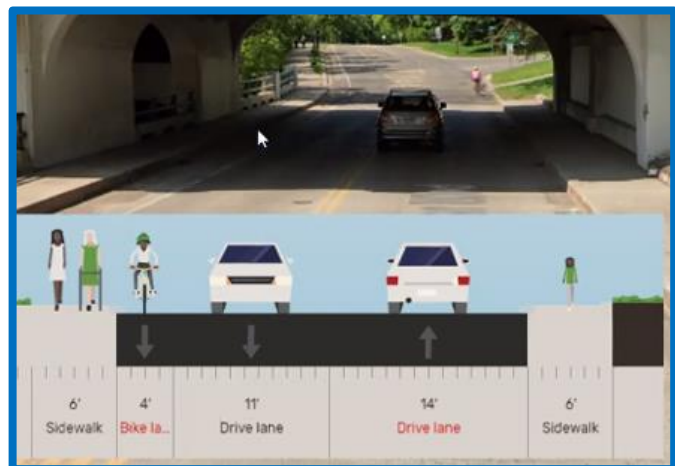 6'
Sidewalk
4'
Bike la...
11'
Drive lane
14'
Drive lane
6'
Sidewalk